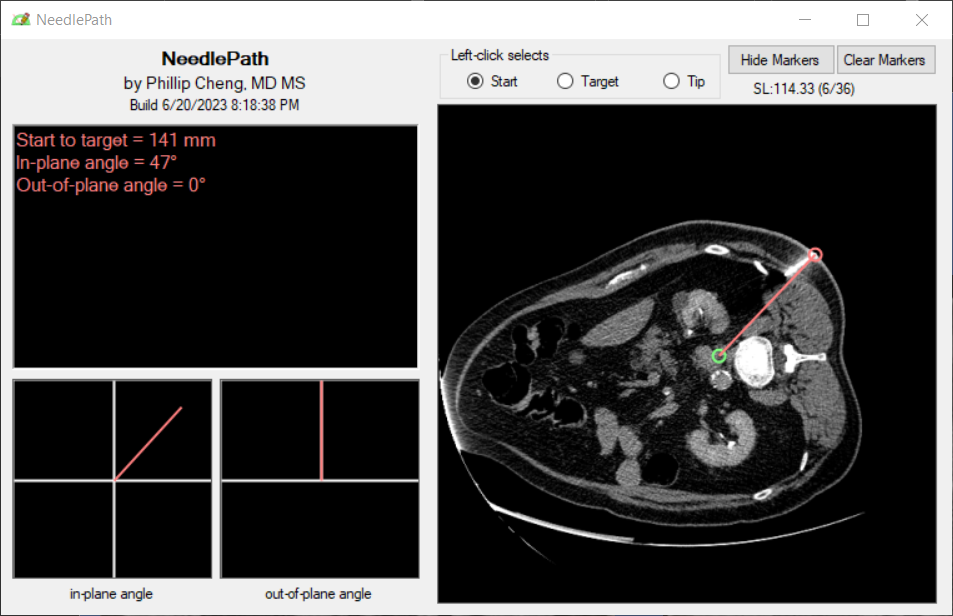 NeedlePath
NeedlePath
by Phillip Cheng, MD MS
Build 6/20/2023 8:18:38 PM
Start to target = 141 mm
In-plane angle = 47°
Out-of-plane angle = 0°
in-plane angle
out-of-plane angle
Left-click selects
Start
Target
Tip
Hide Markers
Clear Markers
SL:114.33 (6/36)